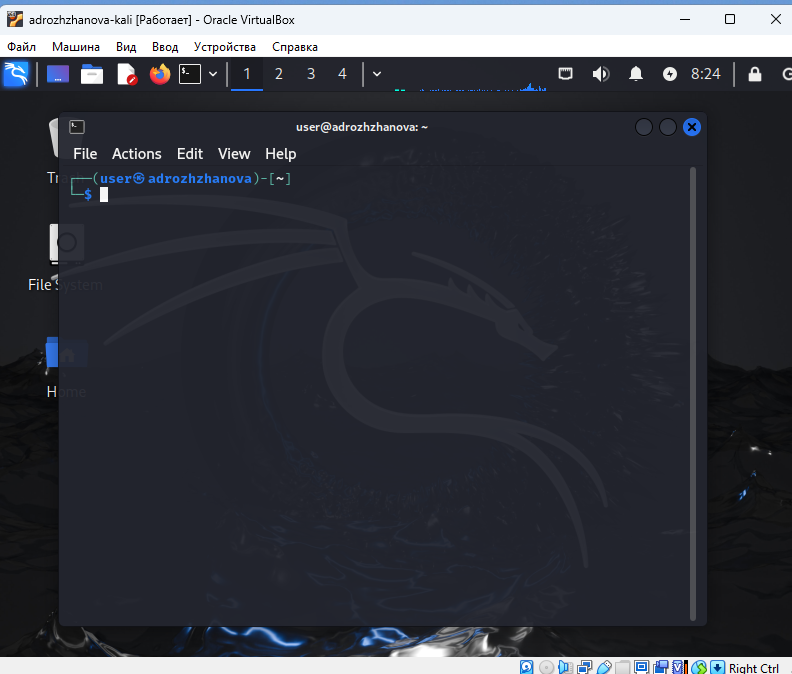 adrozhzhanova-kali [Работает] - Oracle VirtualBox
Файл Машина Вид Ввод Устройства Справка
1 2 3 4 8:24
user@adrozhzhanova: ~
File Actions Edit View Help
(user㉿adrozhzhanova)-[~]
$
File System
Home
Right Ctrl